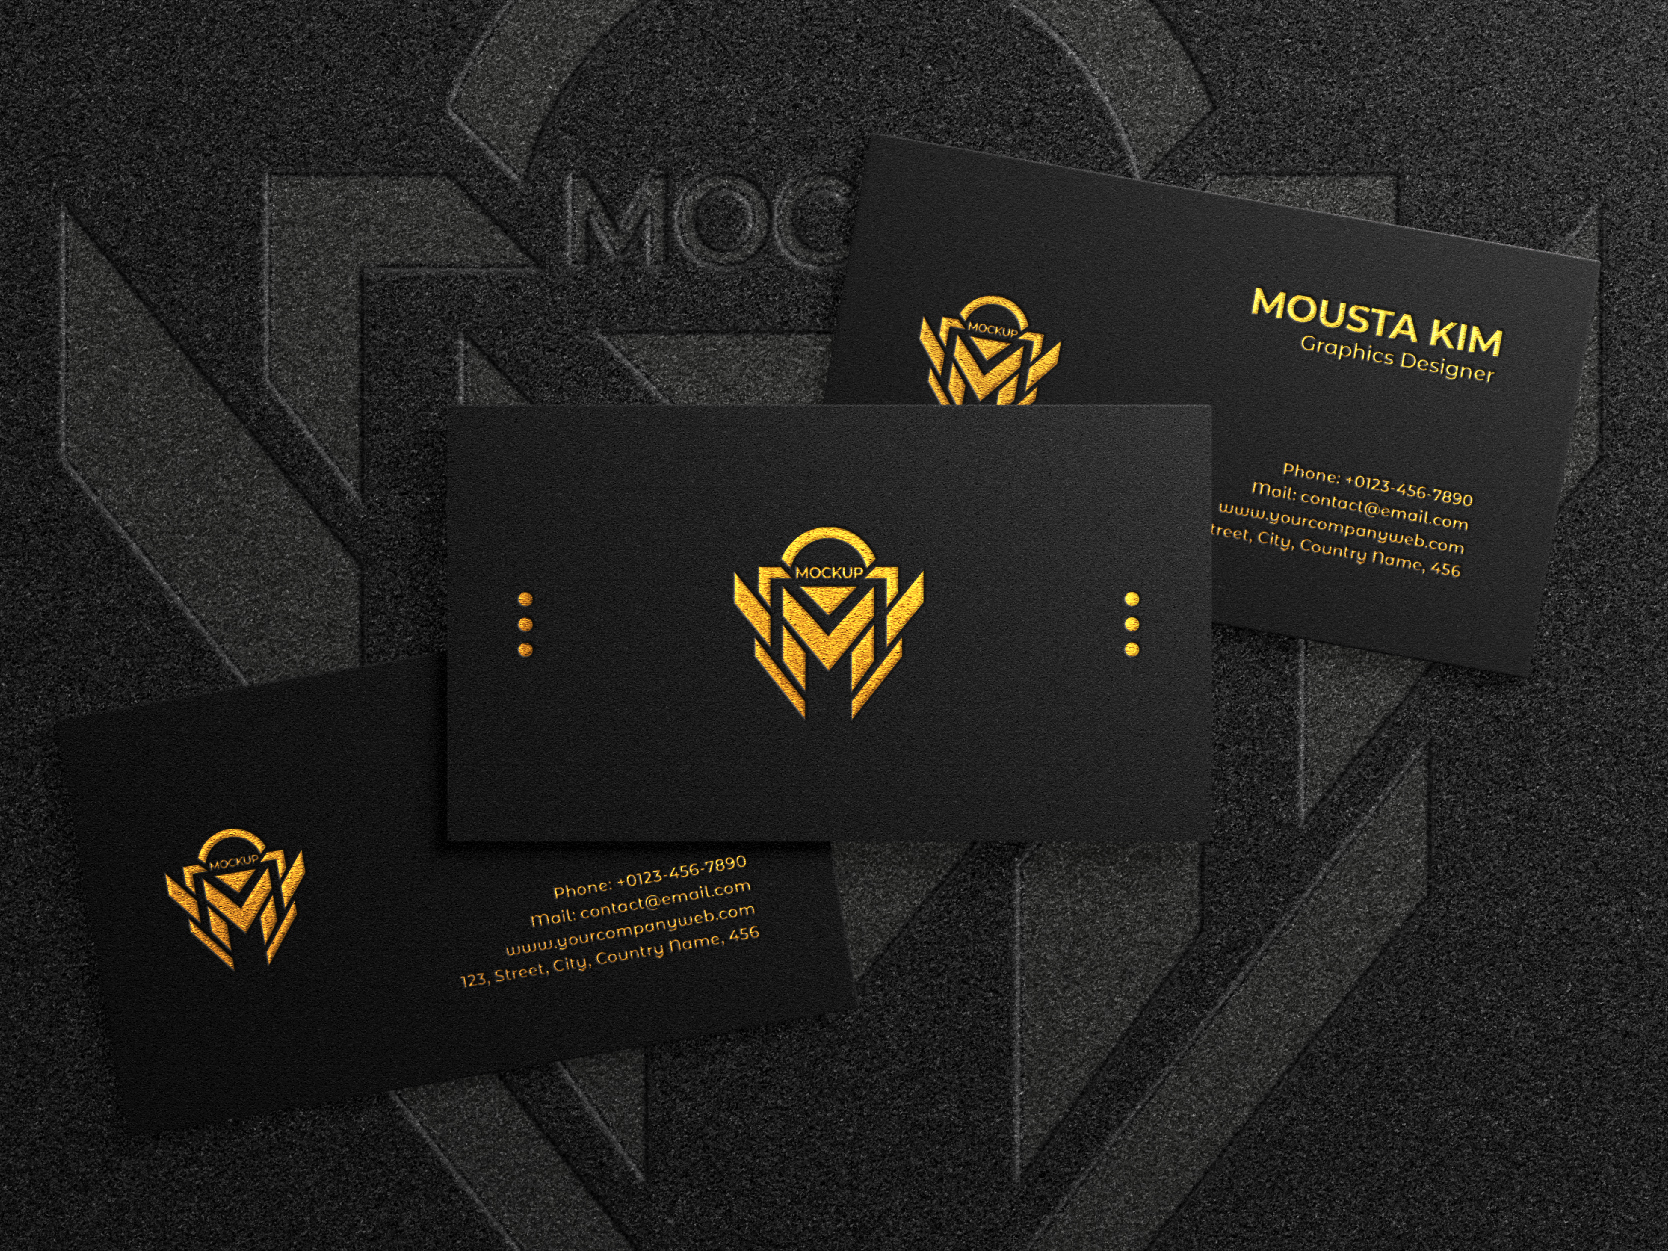 MOC
MOCKUP
MOUSTA KIM
Graphics Designer
Phone: +0123-456-7890
Mail: contact@email.com
www.yourcompanyweb.com
treet, City, Country Name, 456
MOCKUP
MOCKUP
Phone: +0123-456-7890
Mail: contact@email.com
www.yourcompanyweb.com
123, Street, City, Country Name, 456